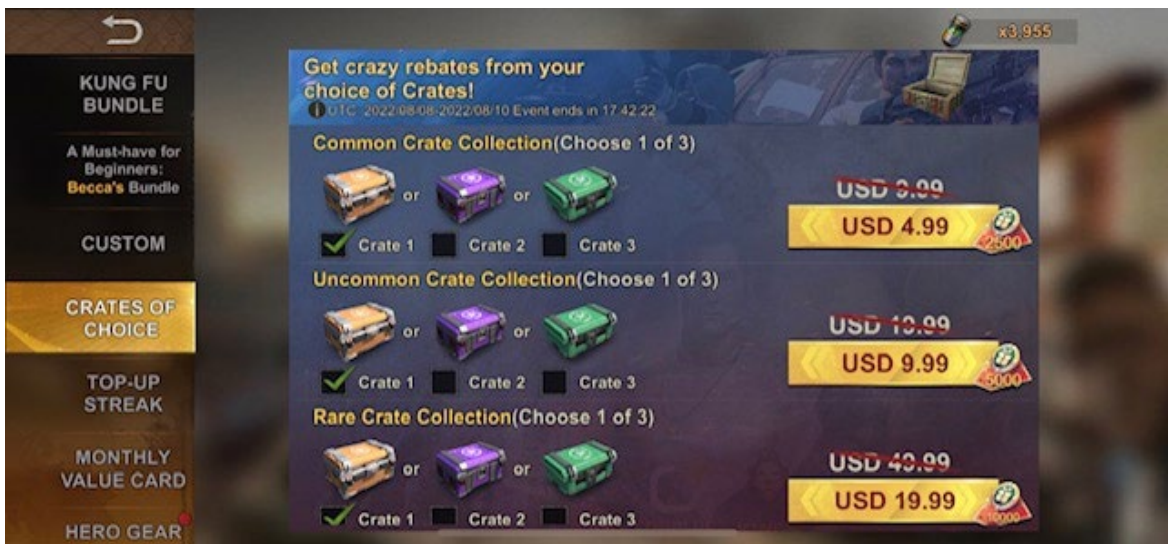 x3,955
KUNG FU
BUNDLE
A Must-have for
Beginners:
Becca's Bundle
CUSTOM
CRATES OF
CHOICE
TOP-UP
STREAK
MONTHLY
VALUE CARD
HERO GEAR
Get crazy rebates from your
choice of Crates!
UTC 2022/08/08-2022/08/10 Event ends in 17:42:22
Common Crate Collection(Choose 1 of 3)
or or
Crate 1 Crate 2 Crate 3
USD 9.99
USD 4.99
2500
Uncommon Crate Collection(Choose 1 of 3)
or or
Crate 1 Crate 2 Crate 3
USD 19.99
USD 9.99
5000
Rare Crate Collection(Choose 1 of 3)
or or
Crate 1 Crate 2 Crate 3
USD 49.99
USD 19.99
10000